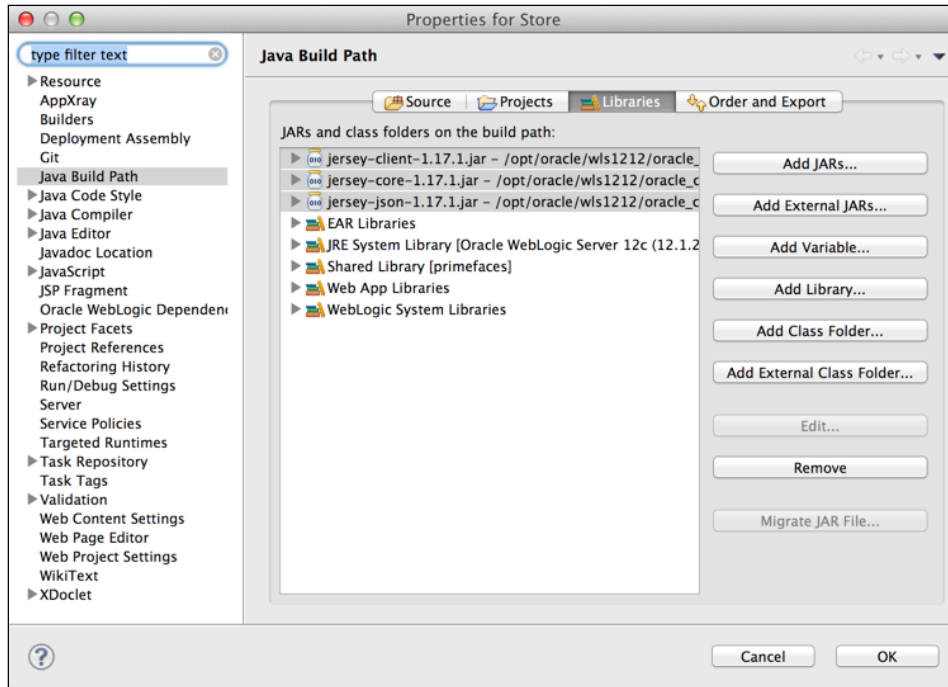 Properties for Store
type filter text
Resource
AppXray
Builders
Deployment Assembly
Git
Java Build Path
Java Code Style
Java Compiler
Java Editor
Javadoc Location
JavaScript
JSP Fragment
Oracle WebLogic Dependen
Project Facets
Project References
Refactoring History
Run/Debug Settings
Server
Service Policies
Targeted Runtimes
Task Repository
Task Tags
Validation
Web Content Settings
Web Page Editor
Web Project Settings
WikiText
XDoclet
Java Build Path
Source Projects Libraries Order and Export
JARs and class folders on the build path:
jersey-client-1.17.1.jar - /opt/oracle/wls1212/oracle_
jersey-core-1.17.1.jar - /opt/oracle/wls1212/oracle_c
jersey-json-1.17.1.jar - /opt/oracle/wls1212/oracle_c
EAR Libraries
JRE System Library [Oracle WebLogic Server 12c (12.1.2
Shared Library [primefaces]
Web App Libraries
WebLogic System Libraries
Add JARs...
Add External JARs...
Add Variable...
Add Library...
Add Class Folder...
Add External Class Folder...
Edit...
Remove
Migrate JAR File...
?
Cancel
OK